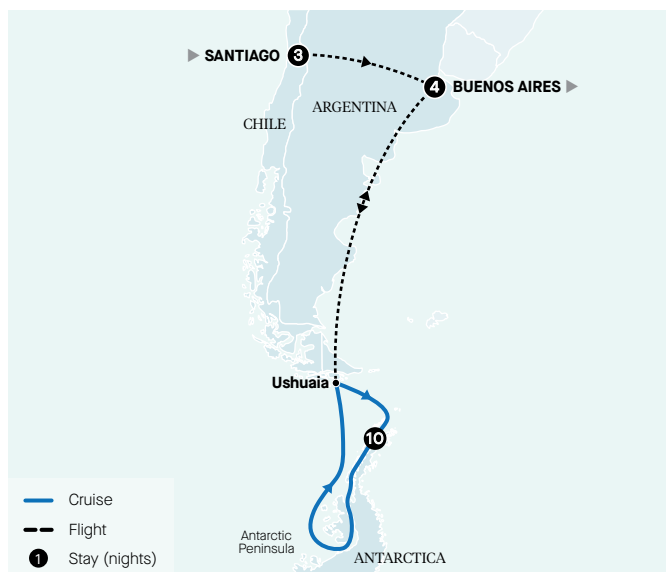 SANTIAGO
3
4
BUENOS AIRES
ARGENTINA
CHILE
Ushuaia
10
Cruise
Flight
1 Stay (nights)
Antarctic
Peninsula
ANTARCTICA